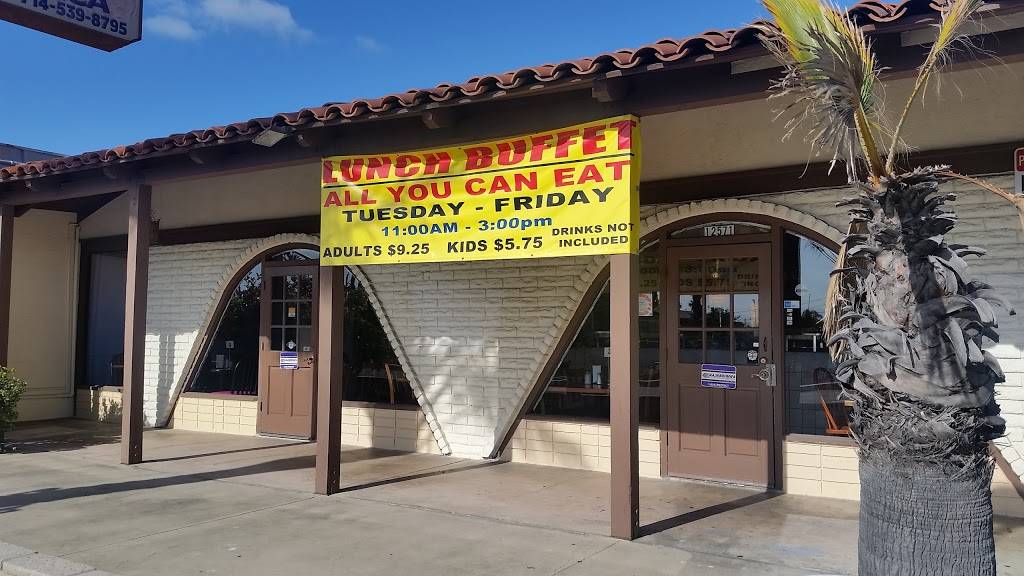 714-539-8795
LUNCH BUFFET
ALL YOU CAN EAT
TUESDAY - FRIDAY
11:00AM - 3:00pm
ADULTS $9.25 KIDS $5.75
DRINKS NOT
INCLUDED
12571